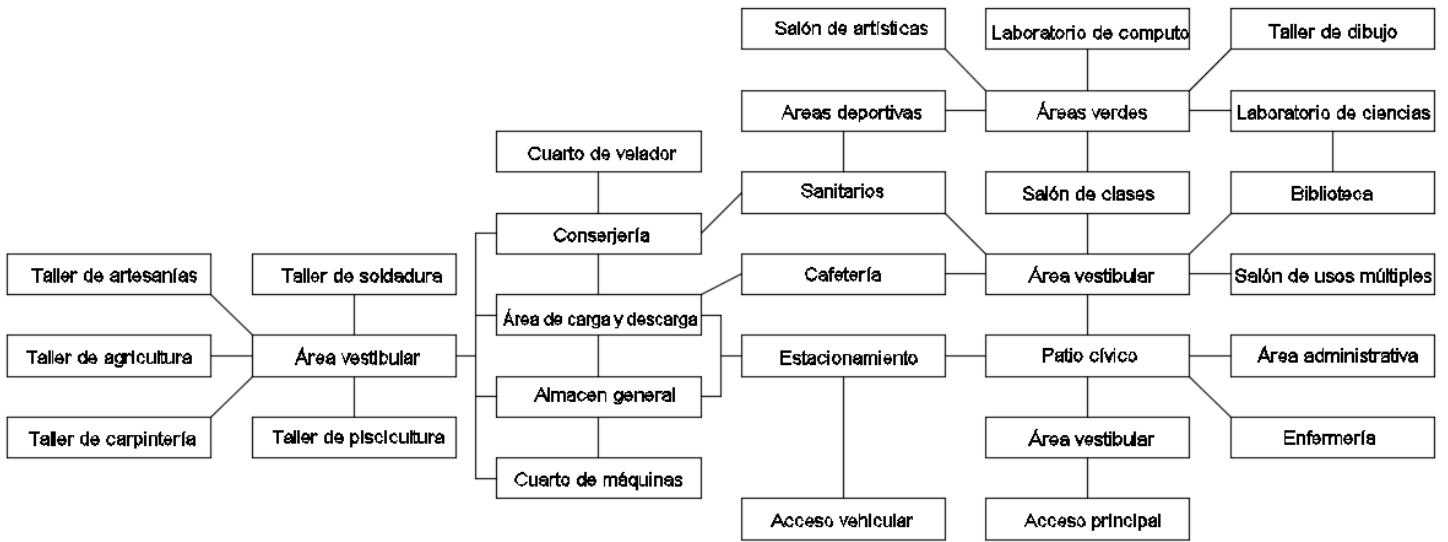 Salón de artísticas
Laboratorio de computo
Taller de dibujo
Areas deportivas
Áreas verdes
Laboratorio de ciencias
Cuarto de velador
Sanitarios
Salón de clases
Biblioteca
Conserjería
Taller de artesanías
Taller de soldadura
Cafetería
Área vestibular
Salón de usos múltiples
Área de carga y descarga
Taller de agricultura
Área vestibular
Estacionamiento
Patio cívico
Área administrativa
Almacen general
Taller de carpintería
Taller de piscicultura
Área vestibular
Enfermería
Cuarto de máquinas
Acceso vehicular
Acceso principal